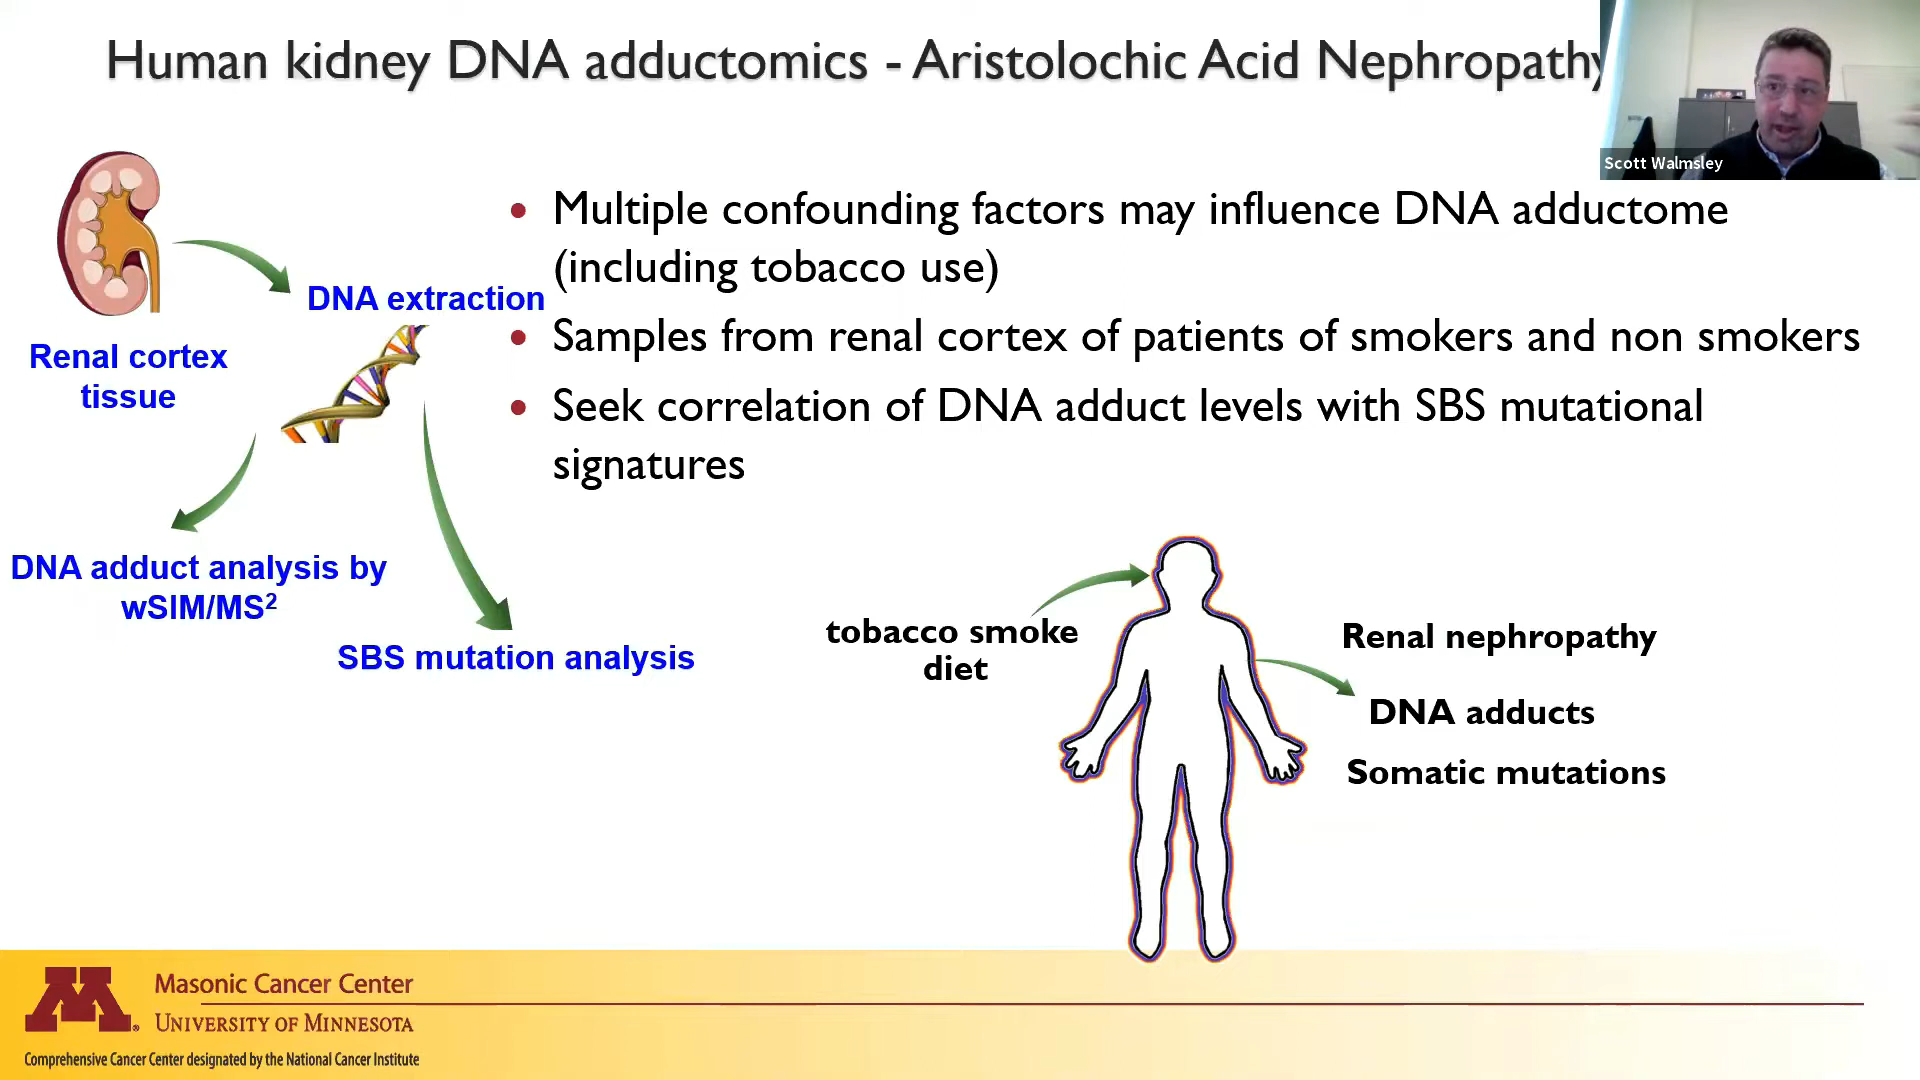 Human kidney DNA adductomics - Aristolochic Acid Nephropathy
Scott Walmsley
• Multiple confounding factors may influence DNA adductome
(including tobacco use)
• Samples from renal cortex of patients of smokers and non smokers
• Seek correlation of DNA adduct levels with SBS mutational
signatures
DNA extraction
Renal cortex
tissue
DNA adduct analysis by
wSIM/MS²
SBS mutation analysis
tobacco smoke
diet
Renal nephropathy
DNA adducts
Somatic mutations
M
Masonic Cancer Center
UNIVERSITY OF MINNESOTA
Comprehensive Cancer Center designated by the National Cancer Institute